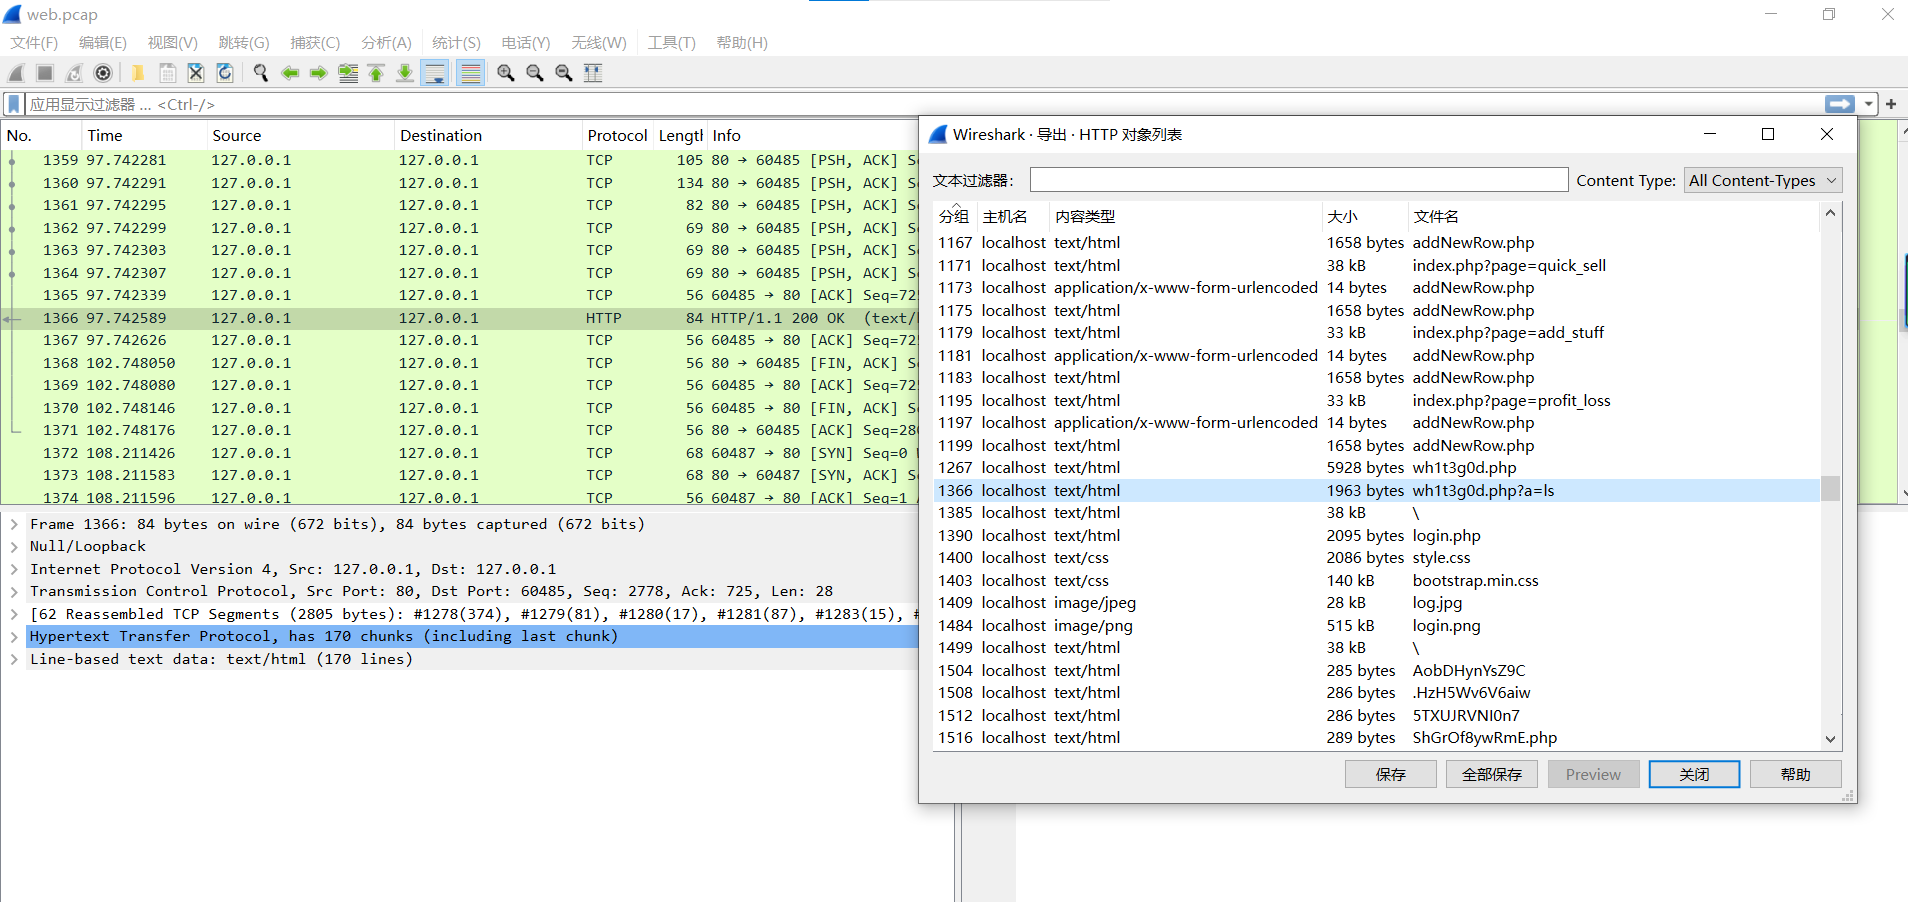 web.pcap
文件(F) 编辑(E) 视图(V) 跳转(G) 捕获(C) 分析(A) 统计(S) 电话(Y) 无线(W) 工具(T) 帮助(H)
应用显示过滤器 … <Ctrl-/>
No. Time Source Destination Protocol Length Info
1359 97.742281 127.0.0.1 127.0.0.1 TCP 105 80 → 60485 [PSH, ACK] S
1360 97.742291 127.0.0.1 127.0.0.1 TCP 134 80 → 60485 [PSH, ACK] S
1361 97.742295 127.0.0.1 127.0.0.1 TCP 82 80 → 60485 [PSH, ACK] S
1362 97.742299 127.0.0.1 127.0.0.1 TCP 69 80 → 60485 [PSH, ACK] S
1363 97.742303 127.0.0.1 127.0.0.1 TCP 69 80 → 60485 [PSH, ACK] S
1364 97.742307 127.0.0.1 127.0.0.1 TCP 69 80 → 60485 [PSH, ACK] S
1365 97.742339 127.0.0.1 127.0.0.1 TCP 56 60485 → 80 [ACK] Seq=725
1366 97.742589 127.0.0.1 127.0.0.1 HTTP 84 HTTP/1.1 200 OK (text/h
1367 97.742626 127.0.0.1 127.0.0.1 TCP 56 60485 → 80 [ACK] Seq=725
1368 102.748050 127.0.0.1 127.0.0.1 TCP 56 80 → 60485 [FIN, ACK] S
1369 102.748080 127.0.0.1 127.0.0.1 TCP 56 60485 → 80 [ACK] Seq=725
1370 102.748146 127.0.0.1 127.0.0.1 TCP 56 60485 → 80 [FIN, ACK] S
1371 102.748176 127.0.0.1 127.0.0.1 TCP 56 80 → 60485 [ACK] Seq=280
1372 108.211426 127.0.0.1 127.0.0.1 TCP 68 60487 → 80 [SYN] Seq=0
1373 108.211583 127.0.0.1 127.0.0.1 TCP 68 80 → 60487 [SYN, ACK] S
1374 108.211596 127.0.0.1 127.0.0.1 TCP 56 60487 → 80 [ACK] Seq=1
Frame 1366: 84 bytes on wire (672 bits), 84 bytes captured (672 bits)
Null/Loopback
Internet Protocol Version 4, Src: 127.0.0.1, Dst: 127.0.0.1
Transmission Control Protocol, Src Port: 80, Dst Port: 60485, Seq: 2778, Ack: 725, Len: 28
[62 Reassembled TCP Segments (2805 bytes): #1278(374), #1279(81), #1280(17), #1281(87), #1283(15), #
Hypertext Transfer Protocol, has 170 chunks (including last chunk)
Line-based text data: text/html (170 lines)
Wireshark · 导出 · HTTP 对象列表
文本过滤器: Content Type: All Content-Types
分组 主机名 内容类型 大小 文件名
1167 localhost text/html 1658 bytes addNewRow.php
1171 localhost text/html 38 kB index.php?page=quick_sell
1173 localhost application/x-www-form-urlencoded 14 bytes addNewRow.php
1175 localhost text/html 1658 bytes addNewRow.php
1179 localhost text/html 33 kB index.php?page=add_stuff
1181 localhost application/x-www-form-urlencoded 14 bytes addNewRow.php
1183 localhost text/html 1658 bytes addNewRow.php
1195 localhost text/html 33 kB index.php?page=profit_loss
1197 localhost application/x-www-form-urlencoded 14 bytes addNewRow.php
1199 localhost text/html 1658 bytes addNewRow.php
1267 localhost text/html 5928 bytes wh1t3g0d.php
1366 localhost text/html 1963 bytes wh1t3g0d.php?a=ls
1385 localhost text/html 38 kB \
1390 localhost text/html 2095 bytes login.php
1400 localhost text/css 2086 bytes style.css
1403 localhost text/css 140 kB bootstrap.min.css
1409 localhost image/jpeg 28 kB log.jpg
1484 localhost image/png 515 kB login.png
1499 localhost text/html 38 kB \
1504 localhost text/html 285 bytes AobDHynYsZ9C
1508 localhost text/html 286 bytes .HzH5Wv6V6aiw
1512 localhost text/html 286 bytes 5TXUJRVNI0n7
1516 localhost text/html 289 bytes ShGrOf8ywRmE.php
保存 全部保存 Preview 关闭 帮助